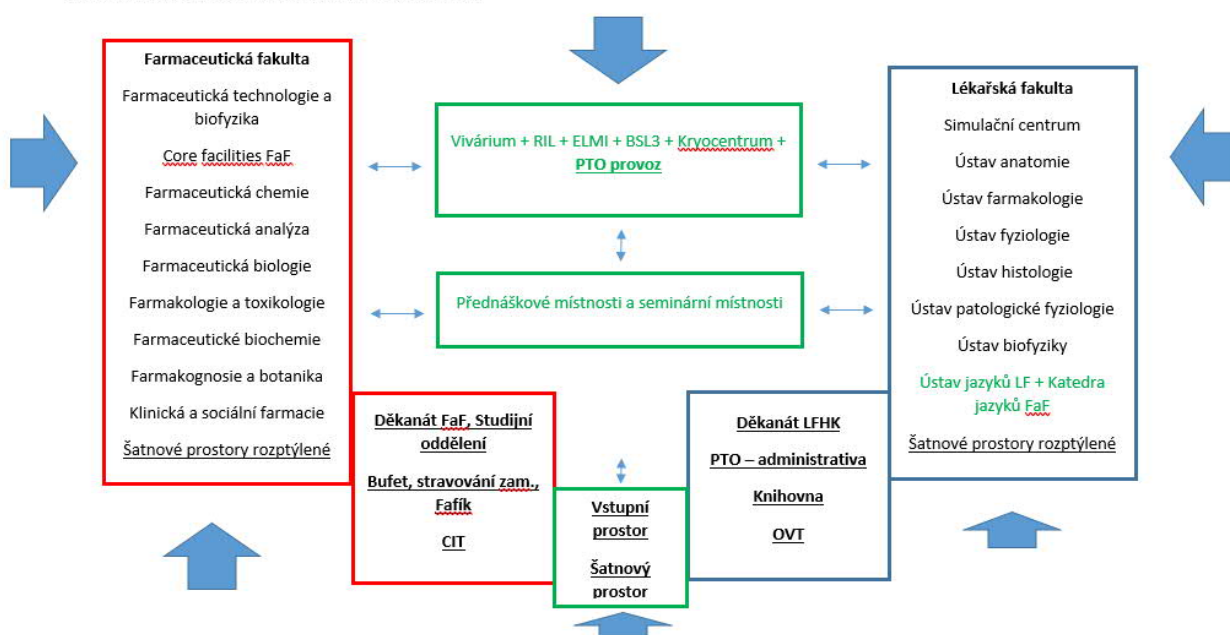 Farmaceutická fakulta
Farmaceutická technologie a
biofyzika
Core facilities FaF
Farmaceutická chemie
Farmaceutická analýza
Farmaceutická biologie
Farmakologie a toxikologie
Farmaceutické biochemie
Farmakognosie a botanika
Klinická a sociální farmacie
Šatnové prostory rozptýlené
Vivárium + RIL + ELMI + BSL3 + Kryocentrum +
PTO provoz
Přednáškové místnosti a seminární místnosti
Lékařská fakulta
Simulační centrum
Ústav anatomie
Ústav farmakologie
Ústav fyziologie
Ústav histologie
Ústav patologické fyziologie
Ústav biofyziky
Ústav jazyků LF + Katedra
jazyků FaF
Šatnové prostory rozptýlené
Děkanát FaF, Studijní
oddělení
Bufet, stravování zam.,
Fafík
CIT
Vstupní
prostor
Šatnový
prostor
Děkanát LFHK
PTO – administrativa
Knihovna
OVT